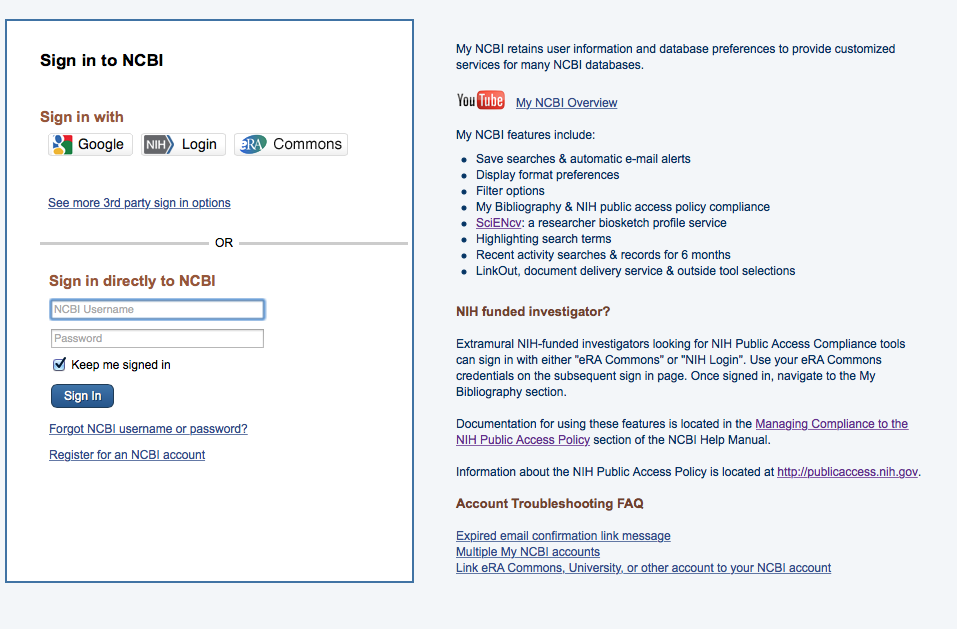 Sign in to NCBI
Sign in with
Google
NIH Login
eRA Commons
See more 3rd party sign in options
OR
Sign in directly to NCBI
NCBI Username
Password
Keep me signed in
Sign In
Forgot NCBI username or password?
Register for an NCBI account
My NCBI retains user information and database preferences to provide customized
services for many NCBI databases.
YouTube My NCBI Overview
My NCBI features include:
Save searches & automatic e-mail alerts
Display format preferences
Filter options
My Bibliography & NIH public access policy compliance
SciENcv: a researcher biosketch profile service
Highlighting search terms
Recent activity searches & records for 6 months
LinkOut, document delivery service & outside tool selections
NIH funded investigator?
Extramural NIH-funded investigators looking for NIH Public Access Compliance tools
can sign in with either "eRA Commons" or "NIH Login". Use your eRA Commons
credentials on the subsequent sign in page. Once signed in, navigate to the My
Bibliography section.
Documentation for using these features is located in the Managing Compliance to the
NIH Public Access Policy section of the NCBI Help Manual.
Information about the NIH Public Access Policy is located at http://publicaccess.nih.gov.
Account Troubleshooting FAQ
Expired email confirmation link message
Multiple My NCBI accounts
Link eRA Commons, University, or other account to your NCBI account